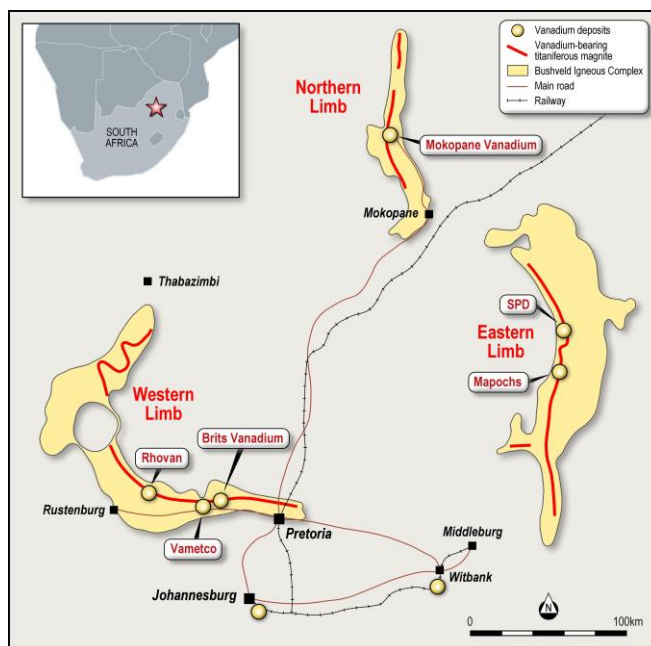 SOUTH
AFRICA
Vanadium deposits
Vanadium-bearing
titaniferous magnite
Bushveld Igneous Complex
Main road
Railway
Northern
Limb
Mokopane Vanadium
Mokopane
Thabazimbi
SPD
Eastern
Limb
Mapochs
Western
Limb
Brits Vanadium
Rhovan
Rustenburg
Vametco
Pretoria
Middleburg
Witbank
Johannesburg
N
0
100km